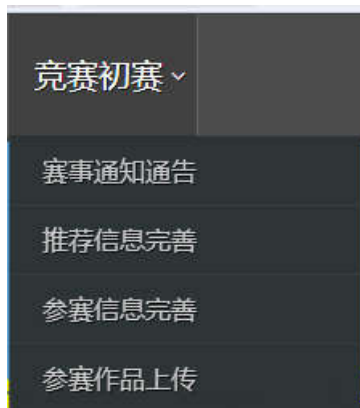 竞赛初赛
赛事通知通告
推荐信息完善
参赛信息完善
参赛作品上传